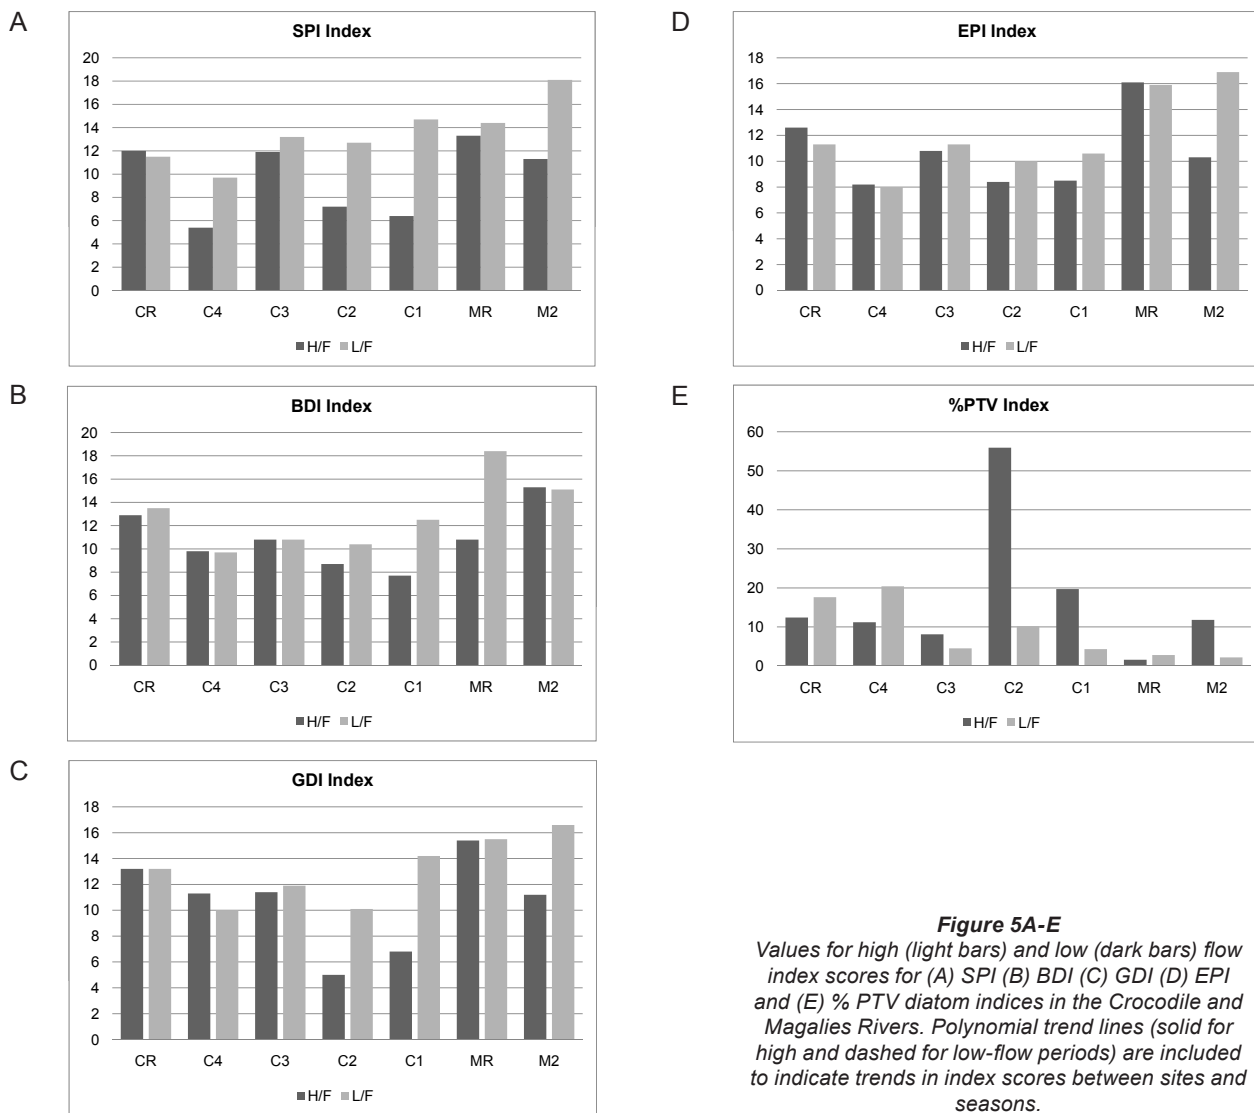 A
SPI Index
20
18
16
14
12
10
8
6
4
2
0
CR C4 C3 C2 C1 MR M2
H/F L/F
B
BDI Index
20
18
16
14
12
10
8
6
4
2
0
CR C4 C3 C2 C1 MR M2
H/F L/F
C
GDI Index
18
16
14
12
10
8
6
4
2
0
CR C4 C3 C2 C1 MR M2
H/F L/F
D
EPI Index
18
16
14
12
10
8
6
4
2
0
CR C4 C3 C2 C1 MR M2
H/F L/F
E
%PTV Index
60
50
40
30
20
10
0
CR C4 C3 C2 C1 MR M2
H/F L/F
Figure 5A-E
Values for high (light bars) and low (dark bars) flow
index scores for (A) SPI (B) BDI (C) GDI (D) EPI
and (E) % PTV diatom indices in the Crocodile and
Magalies Rivers. Polynomial trend lines (solid for
high and dashed for low-flow periods) are included
to indicate trends in index scores between sites and
seasons.